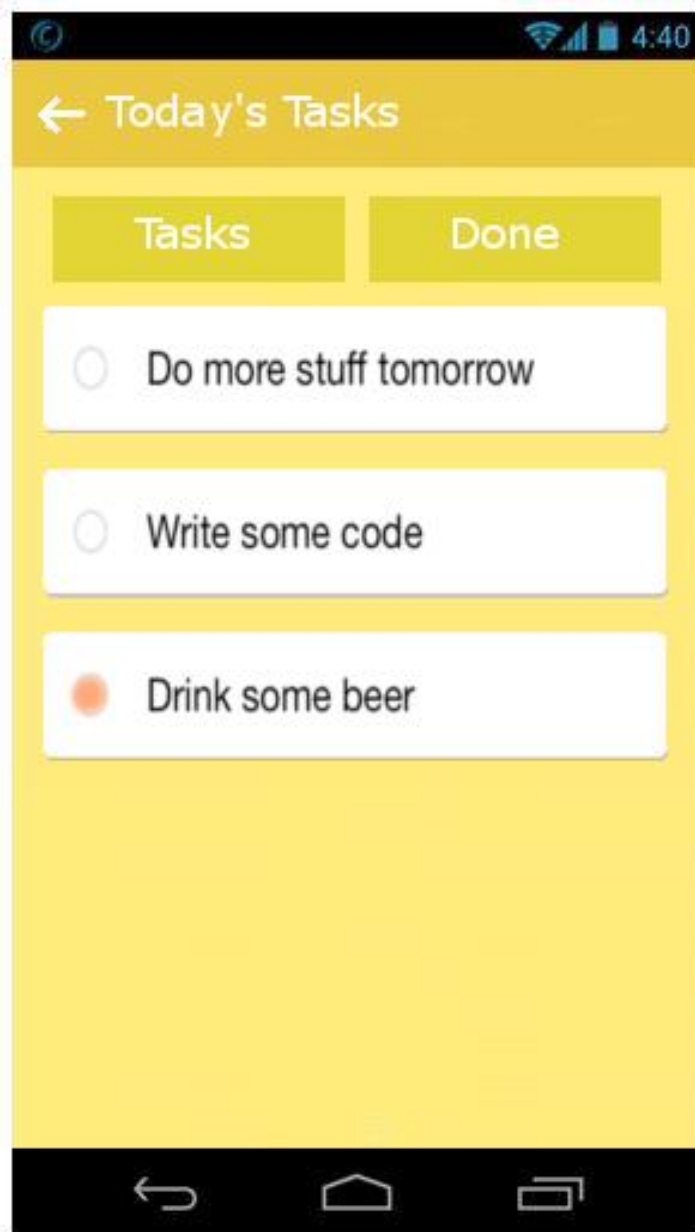 4:40
Today's Tasks
Tasks Done
Do more stuff tomorrow
Write some code
Drink some beer